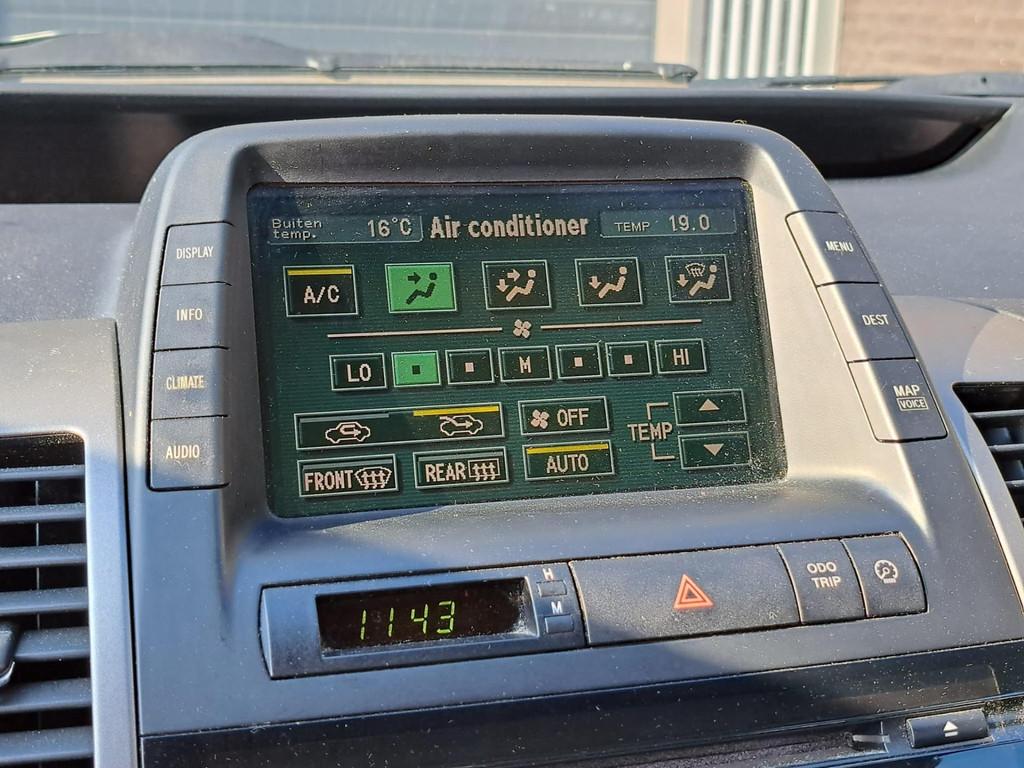 Buiten temp. 16°C Air conditioner TEMP 19.0
DISPLAY
INFO
CLIMATE
AUDIO
MENU
DEST
MAP
VOICE
A/C
LO M HI
OFF
TEMP
FRONT REAR AUTO
11 43
H
M
ODO
TRIP